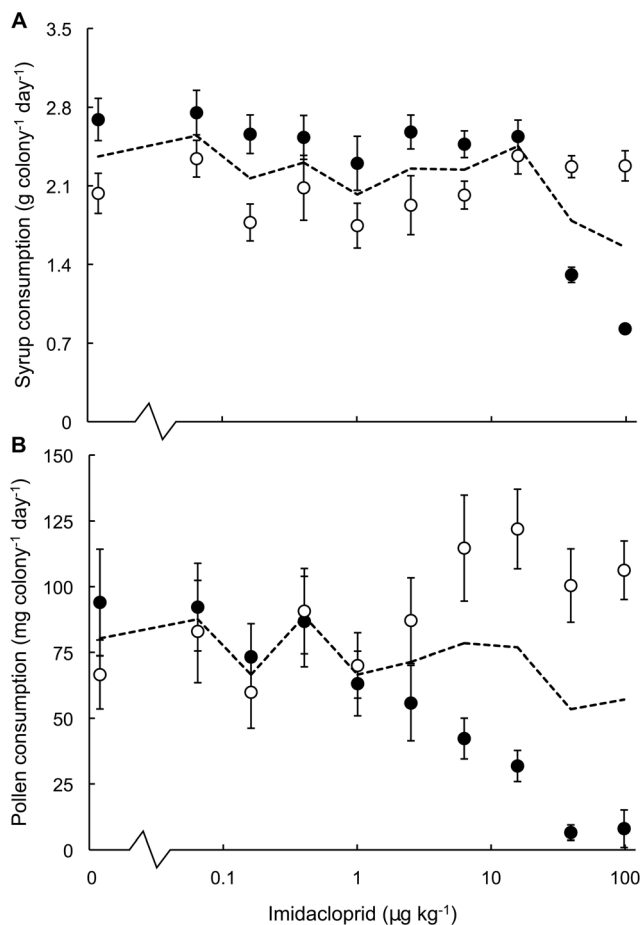 A
Syrup consumption (g colony⁻¹ day⁻¹)
3.5
2.8
2.1
1.4
0.7
0
B
Pollen consumption (mg colony⁻¹ day⁻¹)
150
125
100
75
50
25
0
0 0.1 1 10 100
Imidacloprid (µg kg⁻¹)